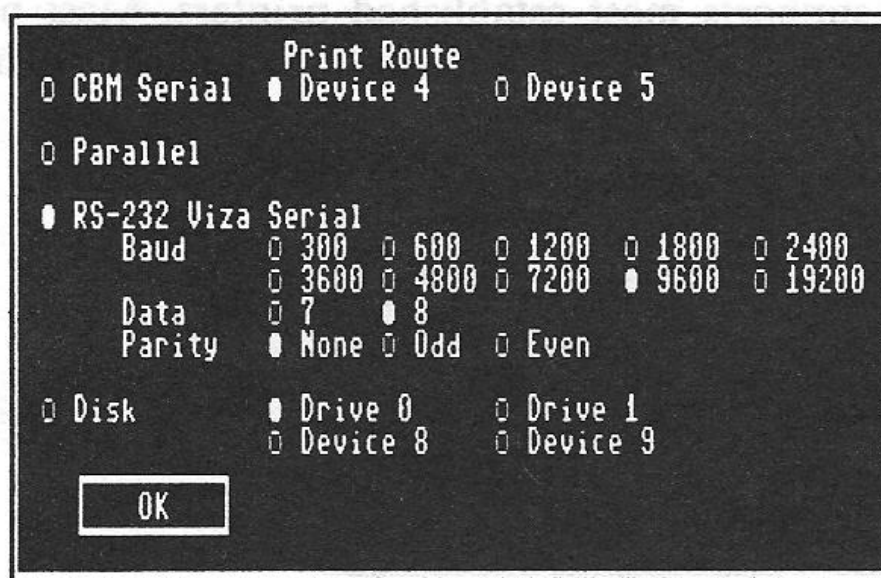 Print Route
CBM Serial Device 4 Device 5
Parallel
RS-232 Viza Serial
Baud 300 600 1200 1800 2400
3600 4800 7200 9600 19200
Data 7 8
Parity None Odd Even
Disk Drive 0 Drive 1
Device 8 Device 9
OK